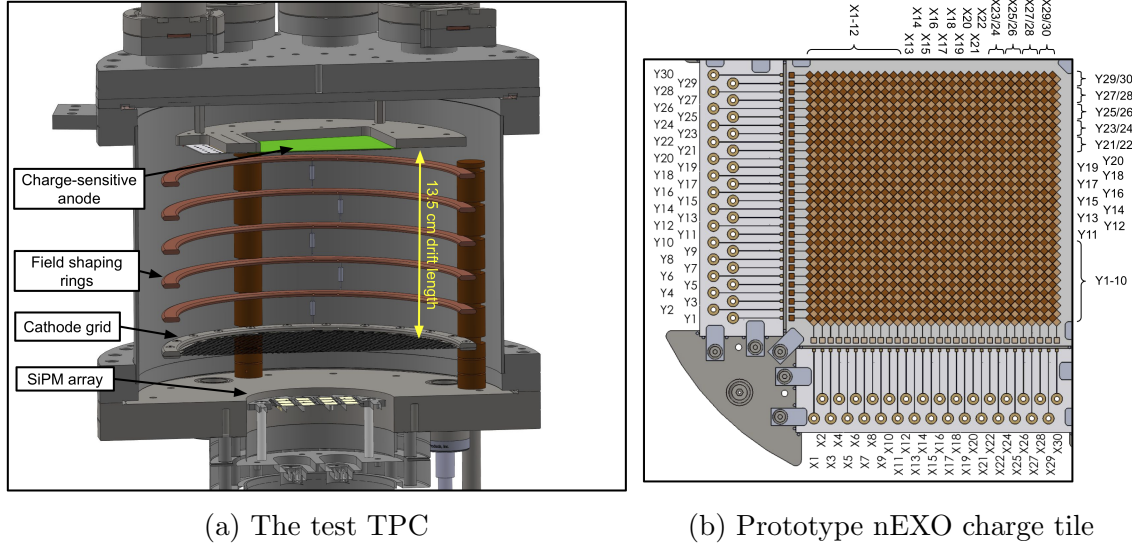 Charge-sensitive
anode
Field shaping
rings
Cathode grid
SiPM array
13.5 cm drift length
(a) The test TPC
X1-12
X13
X14
X15
X16
X17
X18
X19
X20
X21
X22
X23/24
X25/26
X27/28
X29/30
Y30
Y29
Y28
Y27
Y26
Y25
Y24
Y23
Y22
Y21
Y20
Y19
Y18
Y17
Y16
Y15
Y14
Y13
Y12
Y11
Y10
Y9
Y8
Y7
Y6
Y5
Y4
Y3
Y2
Y1
Y29/30
Y27/28
Y25/26
Y23/24
Y21/22
Y20
Y19
Y18
Y17
Y16
Y15
Y14
Y13
Y12
Y11
Y1-10
X1
X2
X3
X4
X5
X6
X7
X8
X9
X10
X11
X12
X13
X14
X15
X16
X17
X18
X19
X20
X21
X22
X22
X24
X25
X26
X27
X28
X29
X30
(b) Prototype nEXO charge tile